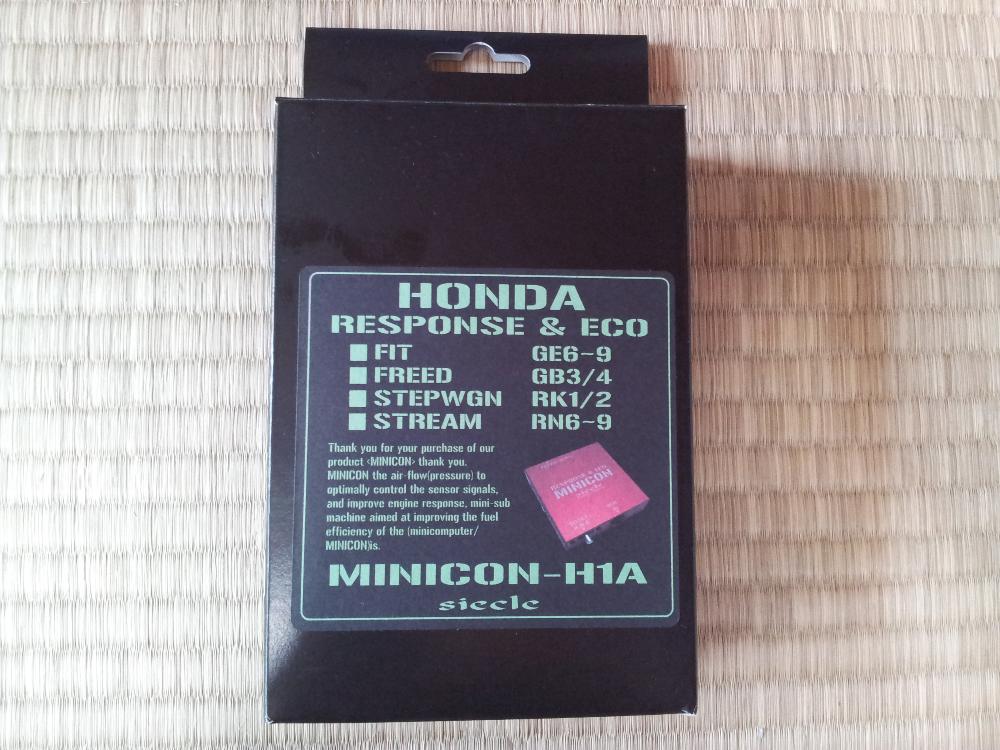 HONDA
RESPONSE & ECO
FIT GE6~9
FREED GB3/4
STEPWGN RK1/2
STREAM RN6~9
Thank you for your purchase of our
product <MINICON> thank you.
MINICON the air-flow(pressure) to
optimally control the sensor signals,
and improve engine response, mini-sub
machine aimed at improving the fuel
efficiency of the (minicomputer/
MINICON)is.
RESPONSE & ECO
MINICON
siecle
MINICON-H1A
siecle